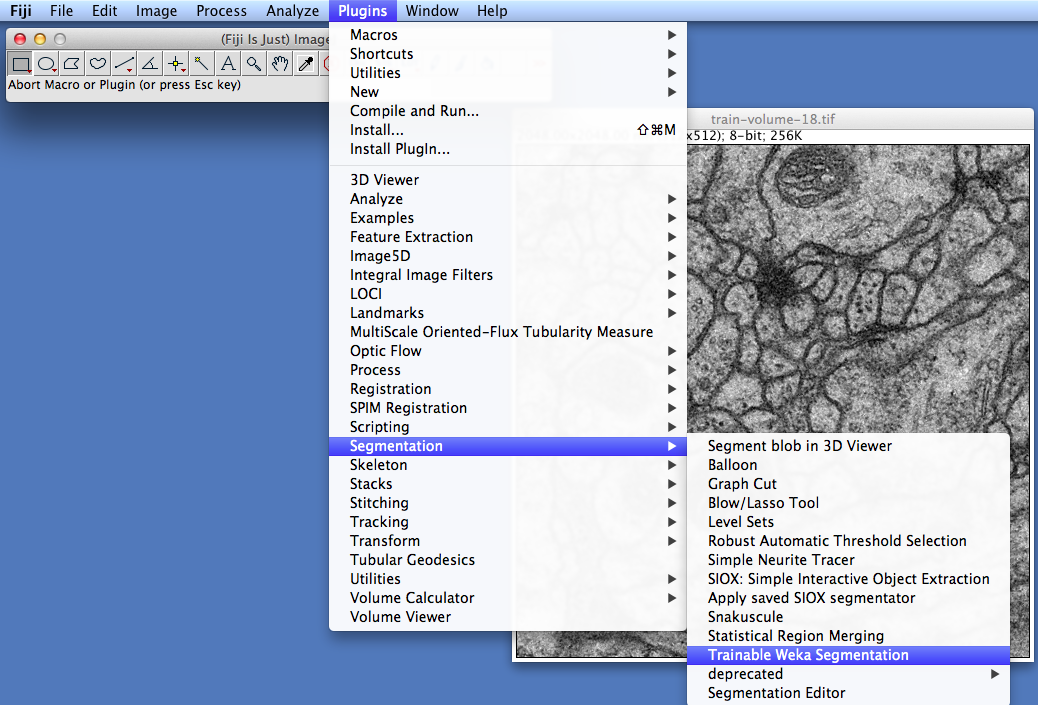 Fiji File Edit Image Process Analyze Plugins Window Help
(Fiji Is Just) Image
Abort Macro or Plugin (or press Esc key)
Macros
Shortcuts
Utilities
New
Compile and Run...
Install... ⇧⌘M
Install PlugIn...
3D Viewer
Analyze
Examples
Feature Extraction
Image5D
Integral Image Filters
LOCI
Landmarks
MultiScale Oriented-Flux Tubularity Measure
Optic Flow
Process
Registration
SPIM Registration
Scripting
Segmentation
Skeleton
Stacks
Stitching
Tracking
Transform
Tubular Geodesics
Utilities
Volume Calculator
Volume Viewer
train-volume-18.tif
x512); 8-bit; 256K
Segment blob in 3D Viewer
Balloon
Graph Cut
Blow/Lasso Tool
Level Sets
Robust Automatic Threshold Selection
Simple Neurite Tracer
SIOX: Simple Interactive Object Extraction
Apply saved SIOX segmentator
Snakuscule
Statistical Region Merging
Trainable Weka Segmentation
deprecated
Segmentation Editor